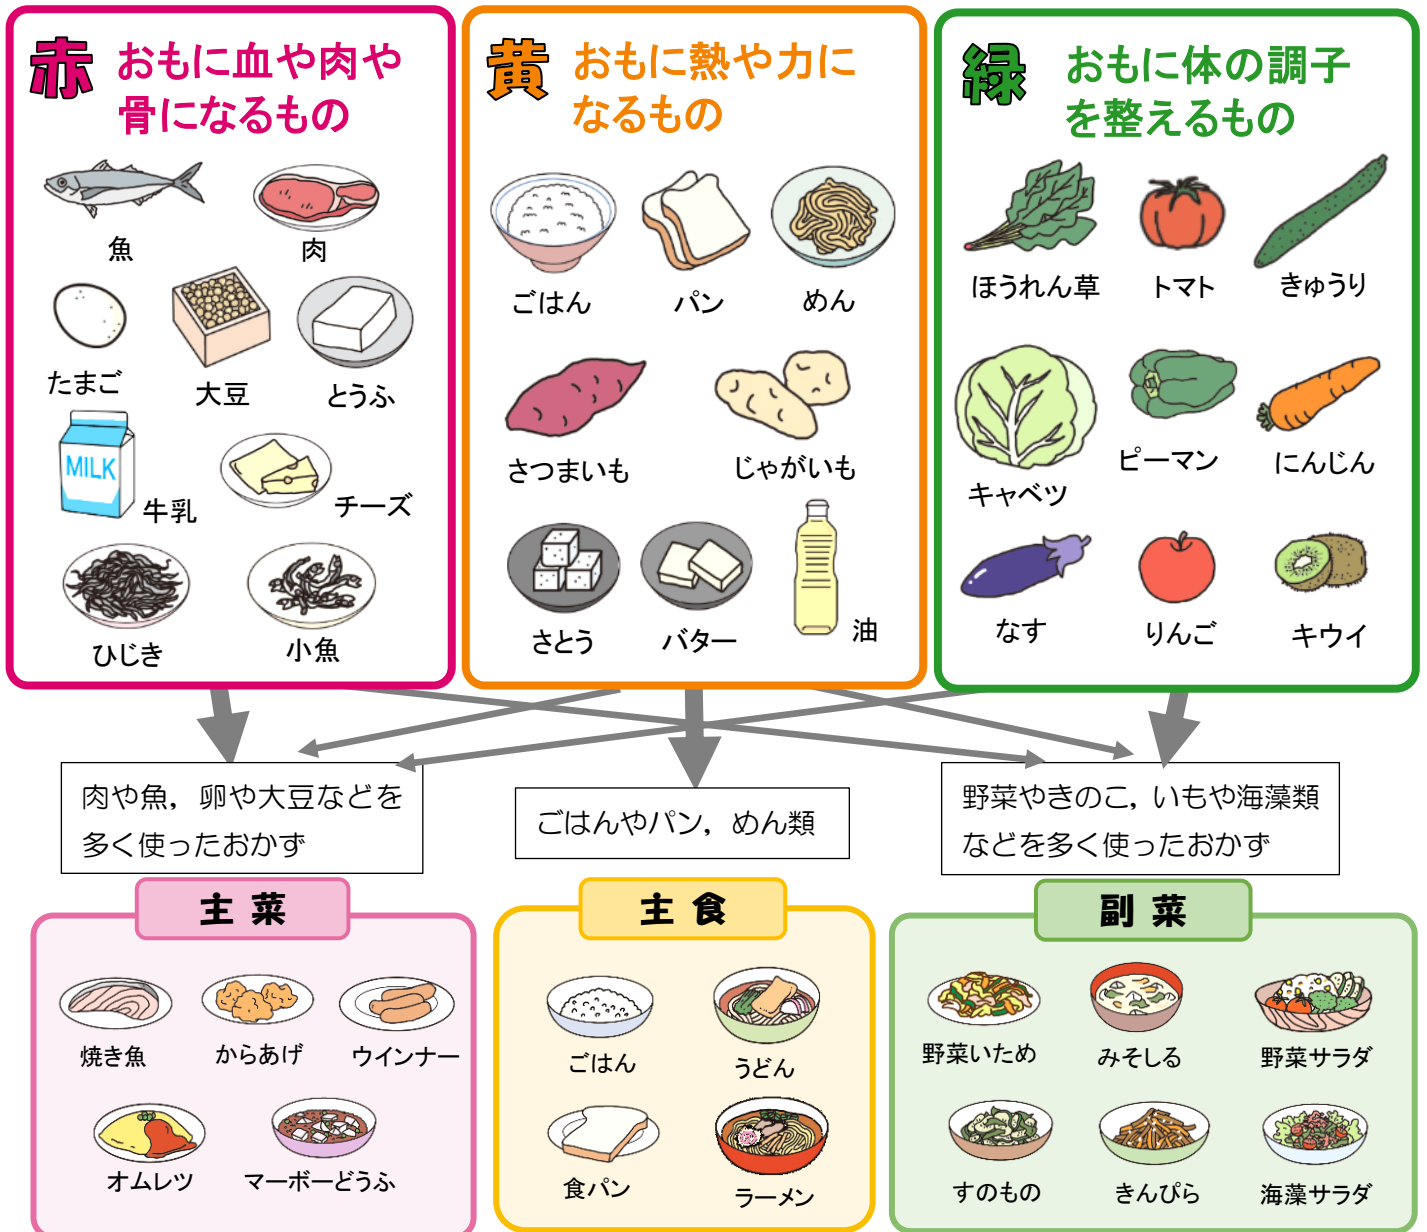 赤
おもに血や肉や
骨になるもの
魚
肉
たまご
大豆
とうふ
MILK
牛乳
チーズ
ひじき
小魚
黄
おもに熱や力に
なるもの
ごはん
パン
めん
さつまいも
じゃがいも
さとう
バター
油
緑
おもに体の調子
を整えるもの
ほうれん草
トマト
きゅうり
キャベツ
ピーマン
にんじん
なす
りんご
キウイ
肉や魚，卵や大豆などを
多く使ったおかず
ごはんやパン，めん類
野菜やきのこ，いもや海藻類
などを多く使ったおかず
主菜
焼き魚
からあげ
ウインナー
オムレツ
マーボーどうふ
主食
ごはん
うどん
食パン
ラーメン
副菜
野菜いため
みそしる
野菜サラダ
すのもの
きんぴら
海藻サラダ